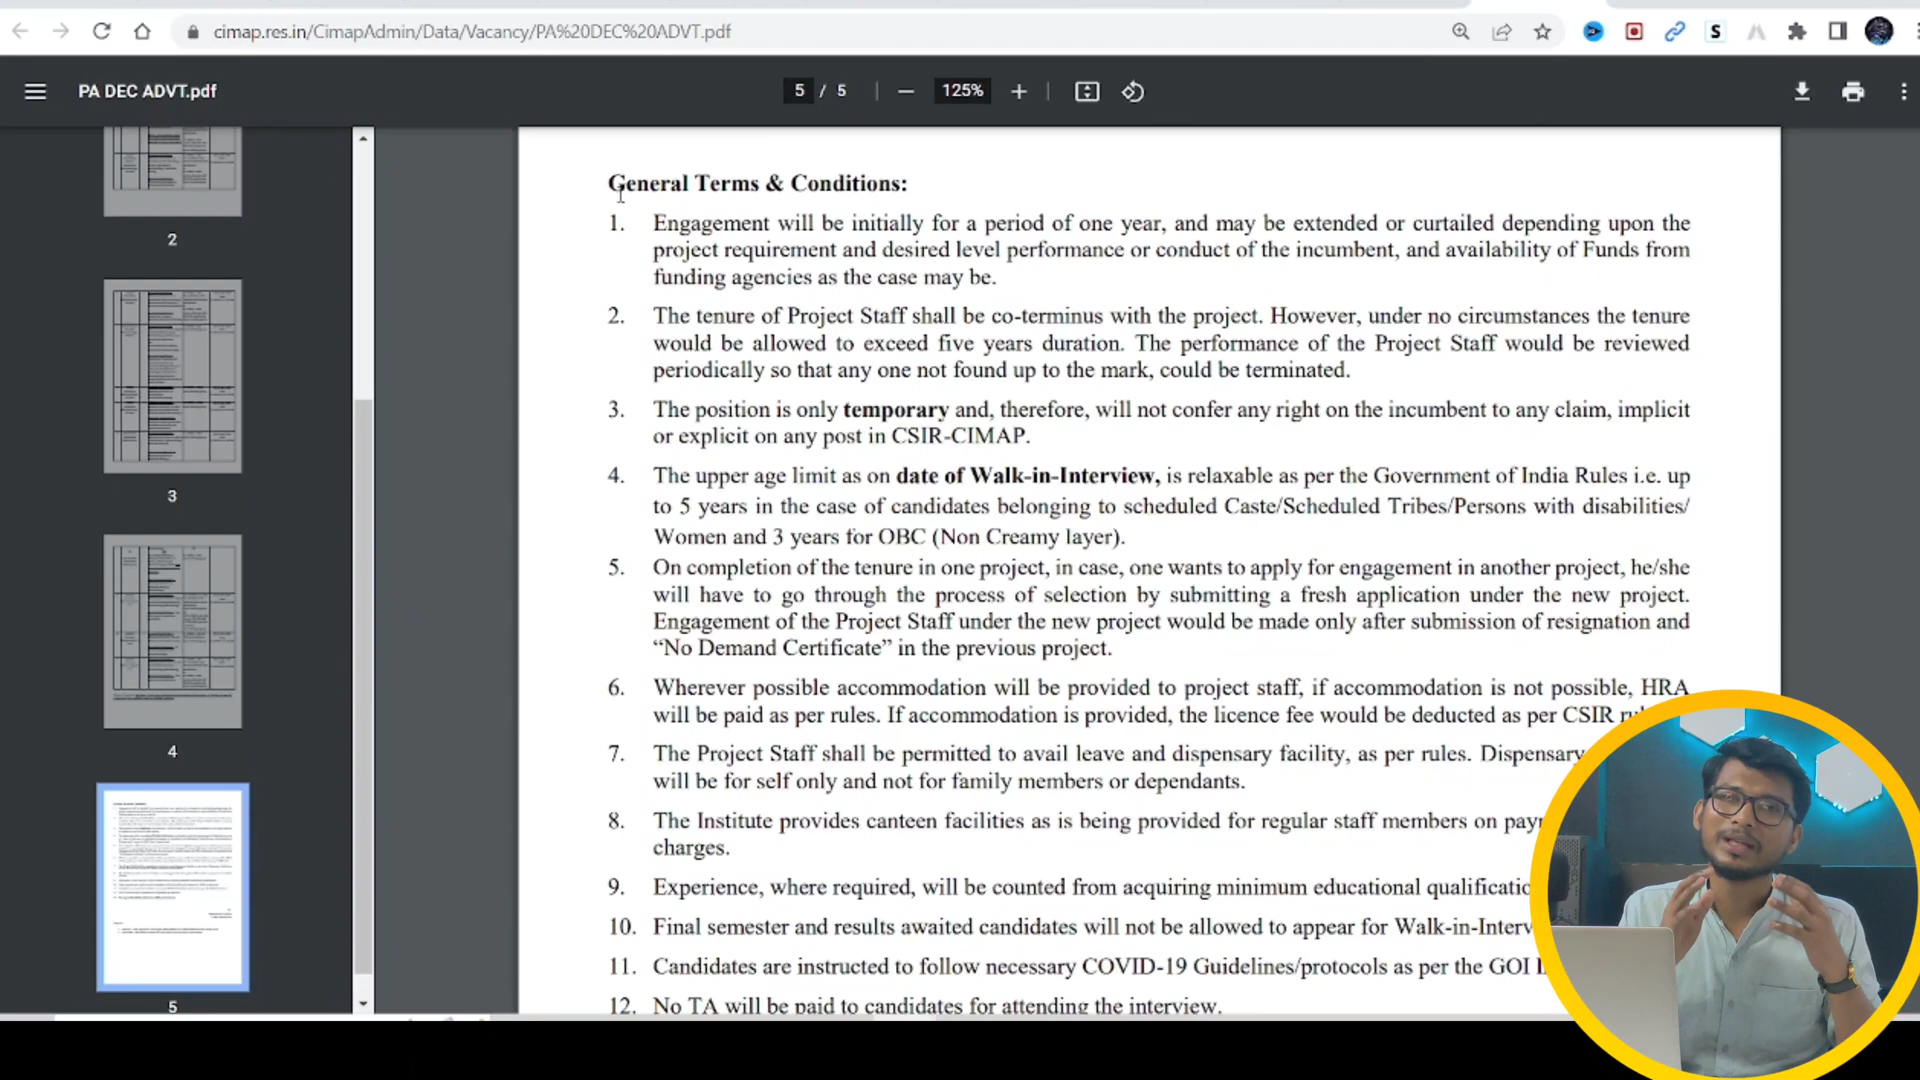 cimap.res.in/CimapAdmin/Data/Vacancy/PA%20DEC%20ADVT.pdf
S
PA DEC ADVT.pdf
5 / 5
125%
2
3
4
5
General Terms & Conditions:
1. Engagement will be initially for a period of one year, and may be extended or curtailed depending upon the
project requirement and desired level performance or conduct of the incumbent, and availability of Funds from
funding agencies as the case may be.
2. The tenure of Project Staff shall be co-terminus with the project. However, under no circumstances the tenure
would be allowed to exceed five years duration. The performance of the Project Staff would be reviewed
periodically so that any one not found up to the mark, could be terminated.
3. The position is only temporary and, therefore, will not confer any right on the incumbent to any claim, implicit
or explicit on any post in CSIR-CIMAP.
4. The upper age limit as on date of Walk-in-Interview, is relaxable as per the Government of India Rules i.e. up
to 5 years in the case of candidates belonging to scheduled Caste/Scheduled Tribes/Persons with disabilities/
Women and 3 years for OBC (Non Creamy layer).
5. On completion of the tenure in one project, in case, one wants to apply for engagement in another project, he/she
will have to go through the process of selection by submitting a fresh application under the new project.
Engagement of the Project Staff under the new project would be made only after submission of resignation and
“No Demand Certificate” in the previous project.
6. Wherever possible accommodation will be provided to project staff, if accommodation is not possible, HRA
will be paid as per rules. If accommodation is provided, the licence fee would be deducted as per CSIR
7. The Project Staff shall be permitted to avail leave and dispensary facility, as per rules. Dispensary
will be for self only and not for family members or dependants.
8. The Institute provides canteen facilities as is being provided for regular staff members on
charges.
9. Experience, where required, will be counted from acquiring minimum educational
10. Final semester and results awaited candidates will not be allowed to appear for
11. Candidates are instructed to follow necessary COVID-19 Guidelines/protocols as per the GOI
12. No TA will be paid to candidates for attending the interview.